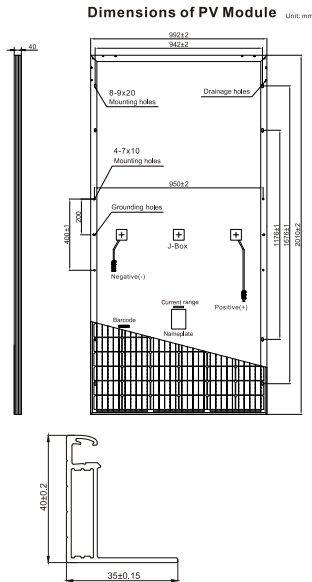 Dimensions of PV Module Unit: mm
992±2
942±2
40
8-9x20
Mounting holes
Drainage holes
4-7x10
Mounting holes
950±2
Grounding holes
200
400±1
1176±1
1676±1
2010±2
J-Box
Negative(-)
Positive(+)
Current range
Nameplate
Barcode
40±0.2
35±0.15